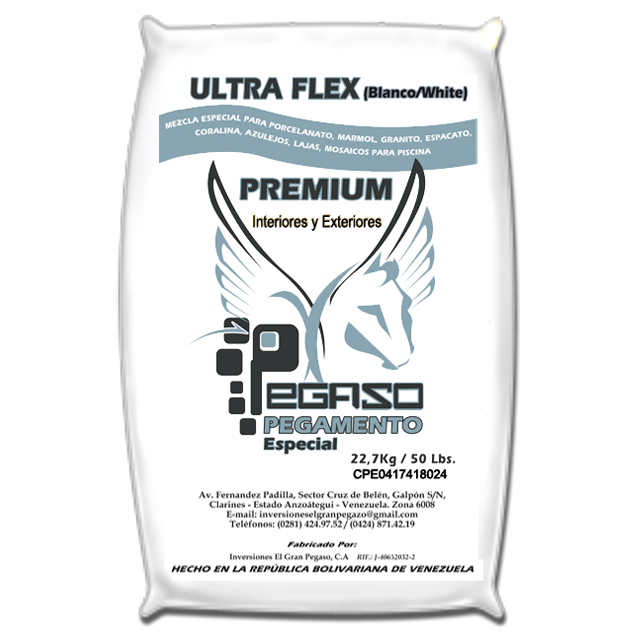 ULTRA FLEX (Blanco/White)
MEZCLA ESPECIAL PARA PORCELANATO, MARMOL, GRANITO, ESPACATO,
CORALINA, AZULEJOS, LAJAS, MOSAICOS PARA PISCINA
PREMIUM
Interiores y Exteriores
PEGASO
PEGAMENTO
Especial
22,7Kg / 50 Lbs.
CPE0417418024
Av. Fernandez Padilla, Sector Cruz de Belén, Galpón S/N,
Clarines - Estado Anzoátegui - Venezuela. Zona 6008
E-mail: inversioneselgranpegazo@gmail.com
Teléfonos: (0281) 424.97.52 / (0424) 871.42.19
Fabricado Por:
Inversiones El Gran Pegaso, C.A RIF.: J-40652032-2
HECHO EN LA REPÚBLICA BOLIVARIANA DE VENEZUELA